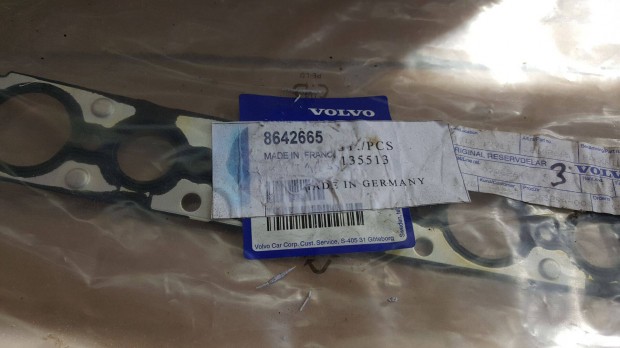 VOLVO
8642665
MADE IN FRANCE
/PCS
135513
MADE IN GERMANY
Volvo Car Corp. Cust. Service, S-405 31 Göteborg
Sweden
ORIGINAL RESERVDELAR
VOLVO
3